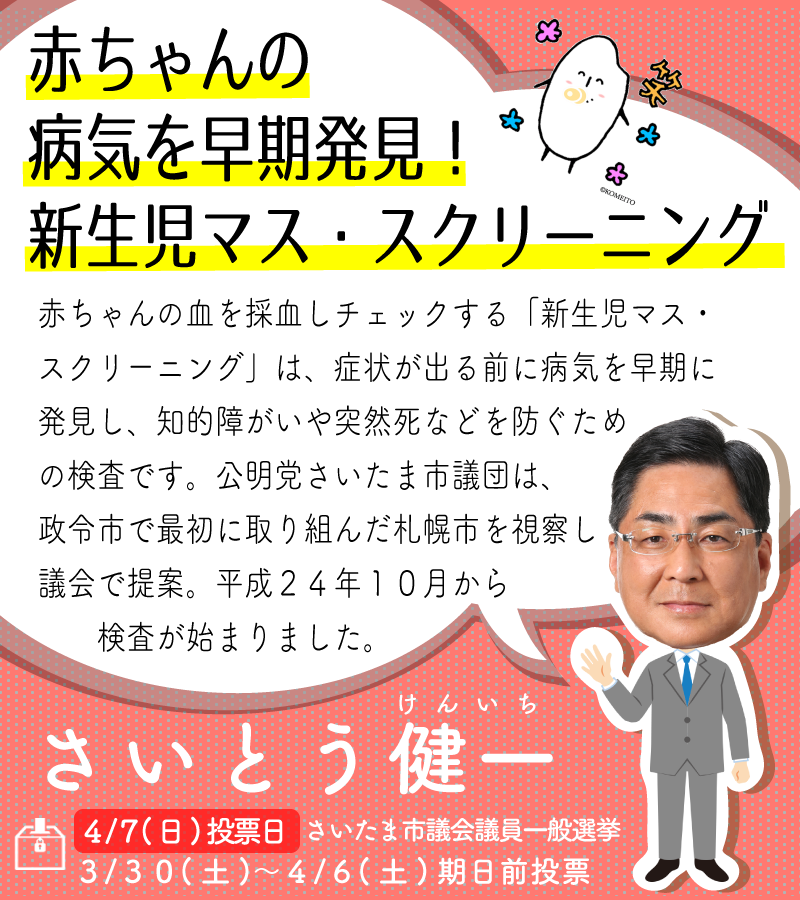 赤ちゃんの
病気を早期発見！
新生児マス・スクリーニング
©KOMEITO
赤ちゃんの血を採血しチェックする「新生児マス・
スクリーニング」は、症状が出る前に病気を早期に
発見し、知的障がいや突然死などを防ぐため
の検査です。公明党さいたま市議団は、
政令市で最初に取り組んだ札幌市を視察し
議会で提案。平成２４年１０月から
検査が始まりました。
けんいち
さいとう健一
4/7(日)投票日 さいたま市議会議員一般選挙
3/30(土)～4/6(土)期日前投票